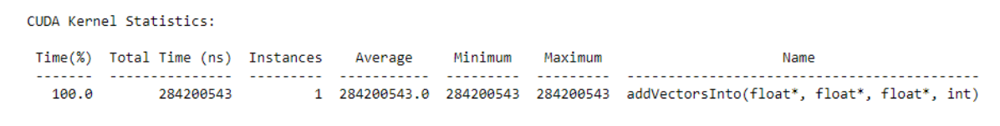 CUDA Kernel Statistics:
Time(%)  Total Time (ns)  Instances    Average      Minimum    Maximum                        Name
-------  ---------------  ---------  -----------  ---------  ---------  ------------------------------------------
  100.0        284200543          1  284200543.0  284200543  284200543  addVectorsInto(float*, float*, float*, int)